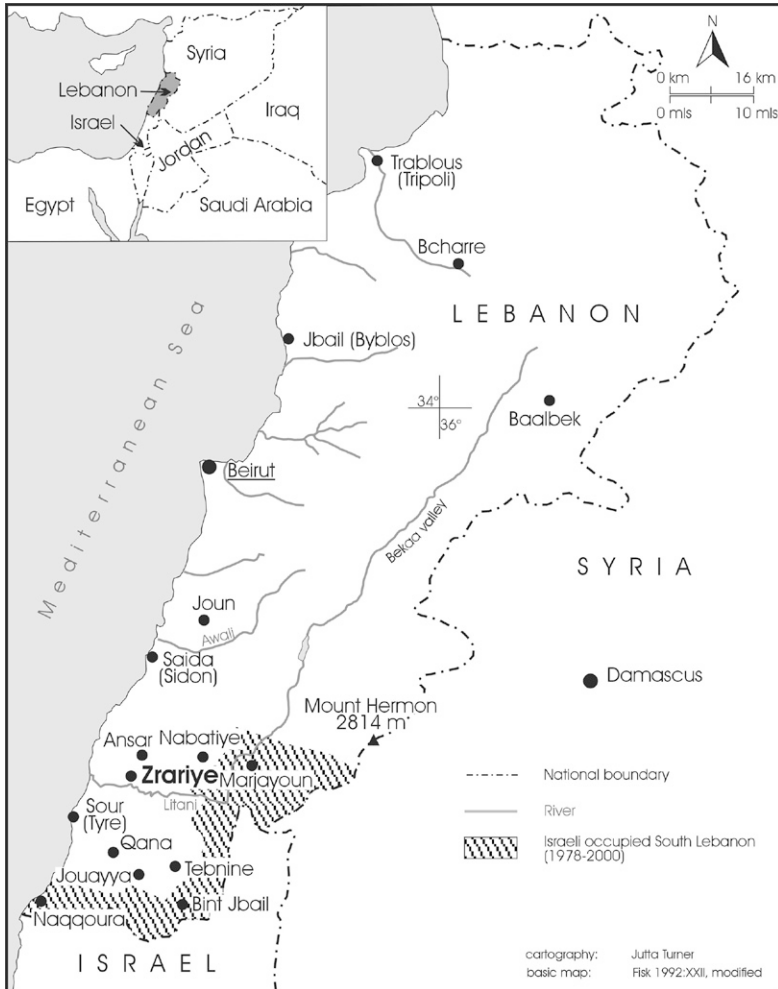 Syria
Lebanon
Israel
Iraq
Jordan
Egypt
Saudi Arabia
N
0 km 16 km
0 mls 10 mls
Trablous
(Tripoli)
Bcharre
LEBANON
Jbail (Byblos)
34°
36°
Baalbek
Mediterranean Sea
Beirut
Bekaa valley
SYRIA
Joun
Awali
Saida
(Sidon)
Damascus
Mount Hermon
2814 m
Ansar
Nabatiye
Zrariye
Marjayoun
Litani
Sour
(Tyre)
Qana
Jouayya
Tebnine
Naqqoura
Bint Jbail
ISRAEL
National boundary
River
Israeli occupied South Lebanon
(1978-2000)
cartography: Jutta Turner
basic map: Fisk 1992:XXII, modified